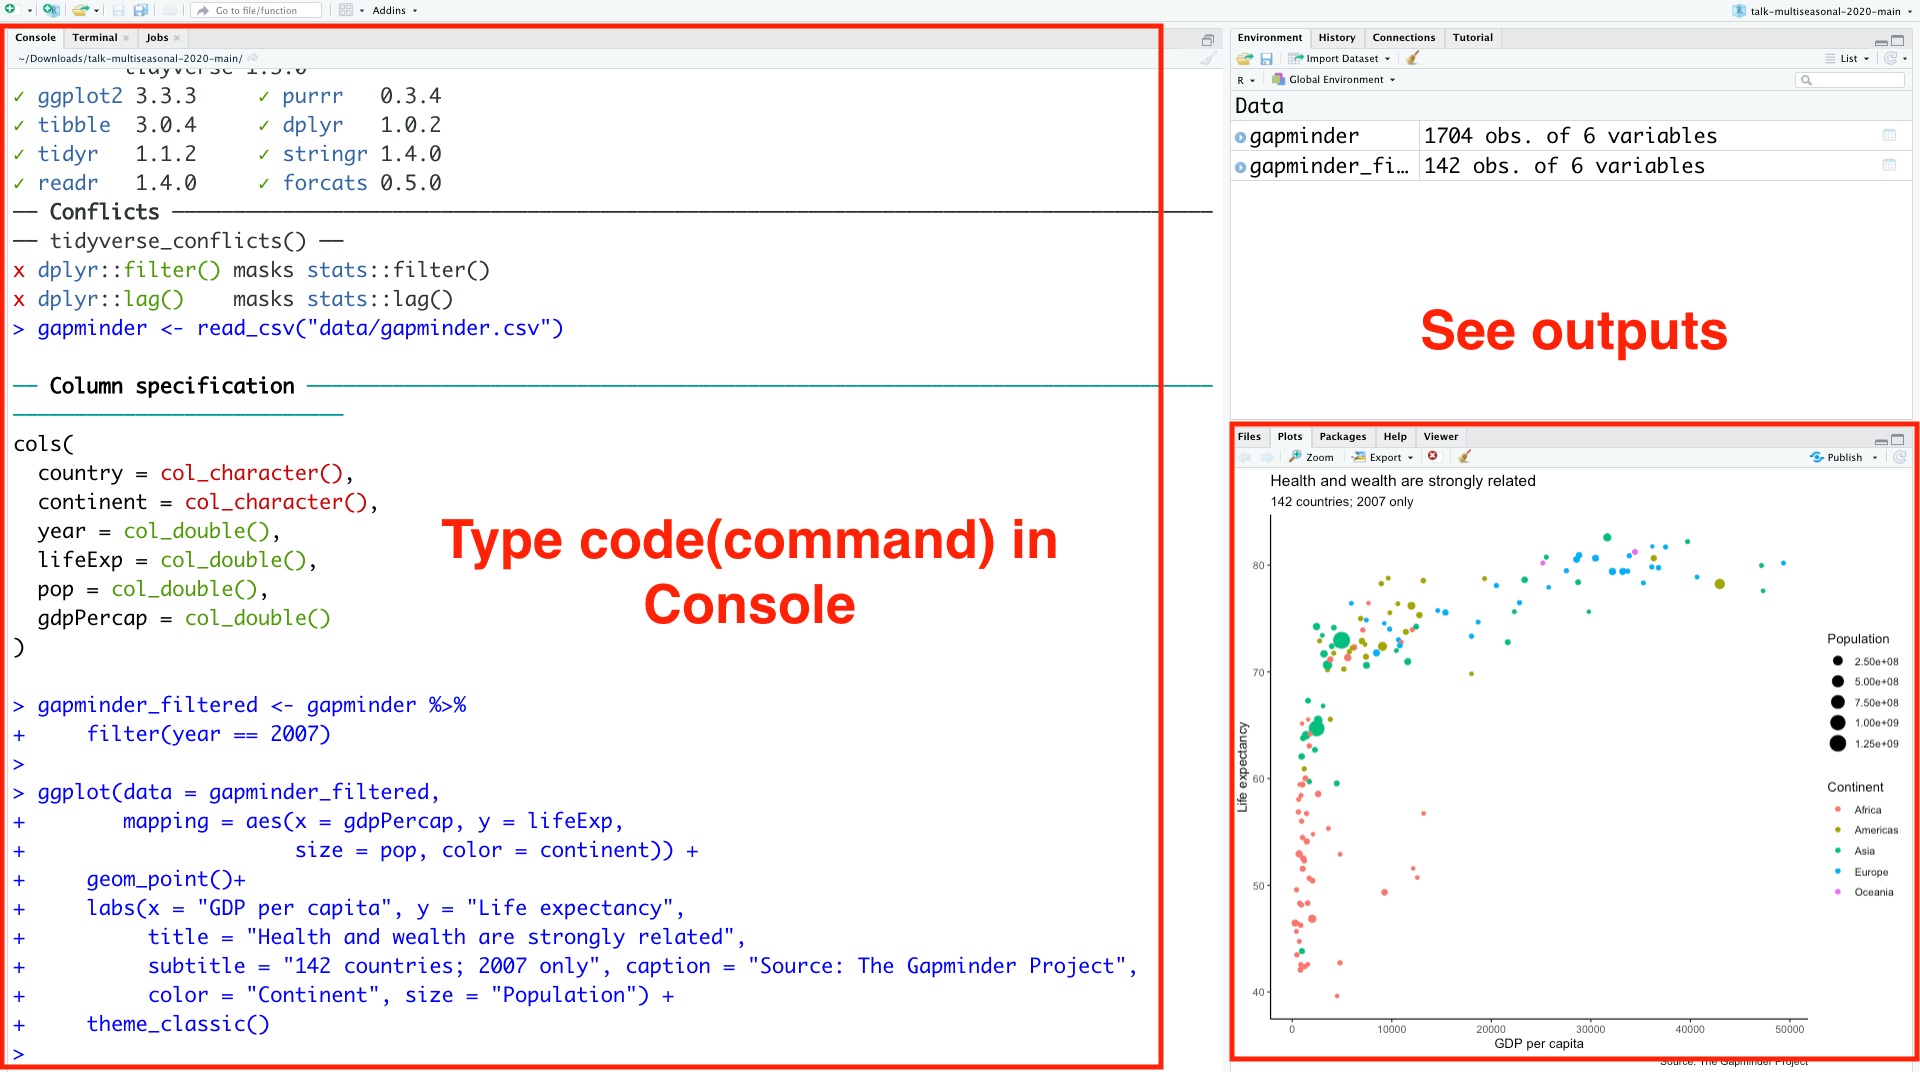 Go to file/function
Addins
talk-multiseasonal-2020-main
Console Terminal Jobs
~/Downloads/talk-multiseasonal-2020-main/
tidyverse 1.3.0
✓ ggplot2 3.3.3 ✓ purrr 0.3.4
✓ tibble 3.0.4 ✓ dplyr 1.0.2
✓ tidyr 1.1.2 ✓ stringr 1.4.0
✓ readr 1.4.0 ✓ forcats 0.5.0
── Conflicts ──
── tidyverse_conflicts() ──
x dplyr::filter() masks stats::filter()
x dplyr::lag() masks stats::lag()
> gapminder <- read_csv("data/gapminder.csv")
── Column specification ──
cols(
country = col_character(),
continent = col_character(),
year = col_double(),
lifeExp = col_double(),
pop = col_double(),
gdpPercap = col_double()
)
> gapminder_filtered <- gapminder %>%
+ filter(year == 2007)
>
> ggplot(data = gapminder_filtered,
+ mapping = aes(x = gdpPercap, y = lifeExp,
+ size = pop, color = continent)) +
+ geom_point()+
+ labs(x = "GDP per capita", y = "Life expectancy",
+ title = "Health and wealth are strongly related",
+ subtitle = "142 countries; 2007 only", caption = "Source: The Gapminder Project",
+ color = "Continent", size = "Population") +
+ theme_classic()
>
Type code(command) in
Console
Environment History Connections Tutorial
Import Dataset List
R Global Environment
Data
gapminder 1704 obs. of 6 variables
gapminder_fi… 142 obs. of 6 variables
See outputs
Files Plots Packages Help Viewer
Zoom Export Publish
Health and wealth are strongly related
142 countries; 2007 only
80
70
60
50
40
Life expectancy
0 10000 20000 30000 40000 50000
GDP per capita
Source: The Gapminder Project
Population
2.50e+08
5.00e+08
7.50e+08
1.00e+09
1.25e+09
Continent
Africa
Americas
Asia
Europe
Oceania